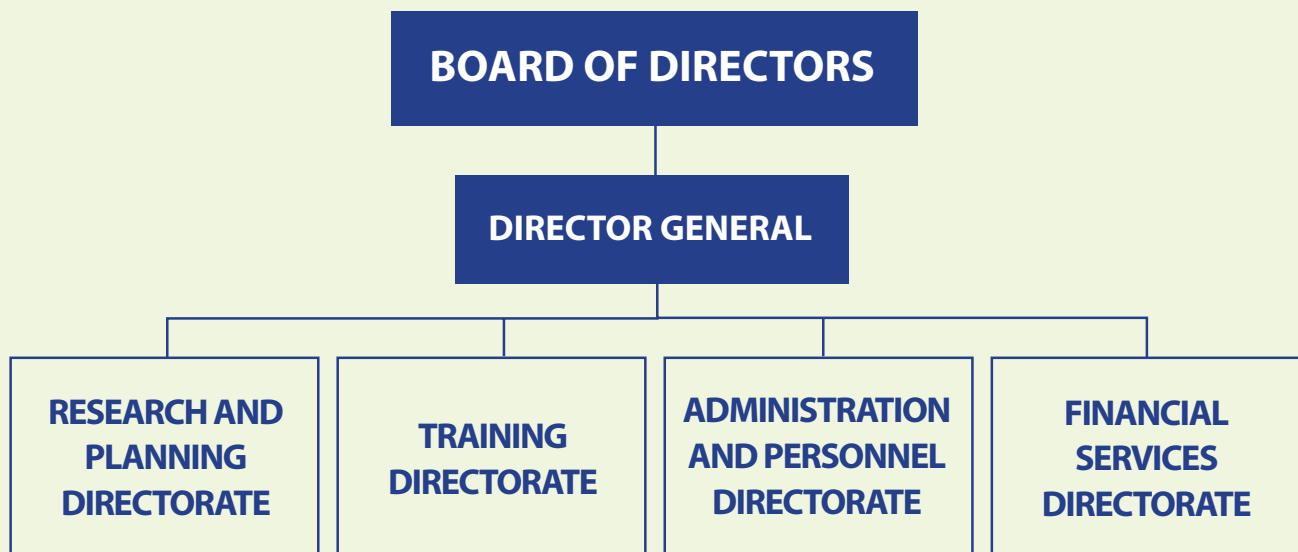 BOARD OF DIRECTORS
DIRECTOR GENERAL
RESEARCH AND
PLANNING
DIRECTORATE
TRAINING
DIRECTORATE
ADMINISTRATION
AND PERSONNEL
DIRECTORATE
FINANCIAL
SERVICES
DIRECTORATE